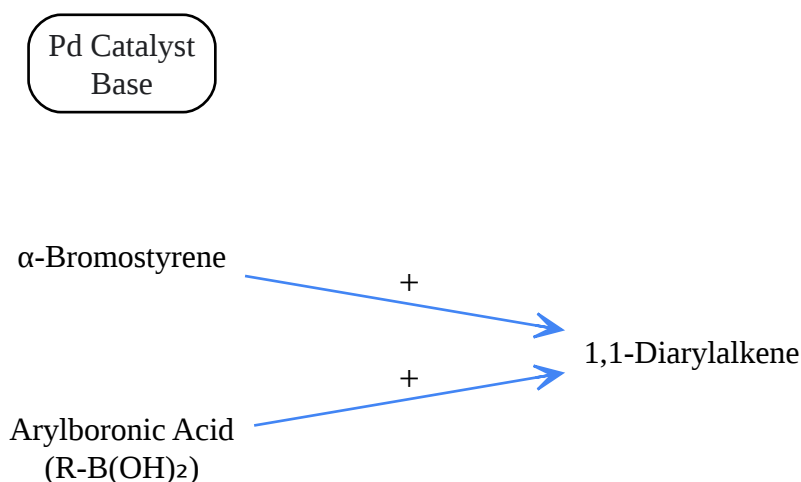 Pd Catalyst
Base
α-Bromostyrene
+
1,1-Diarylalkene
+
Arylboronic Acid
(R-B(OH)₂)